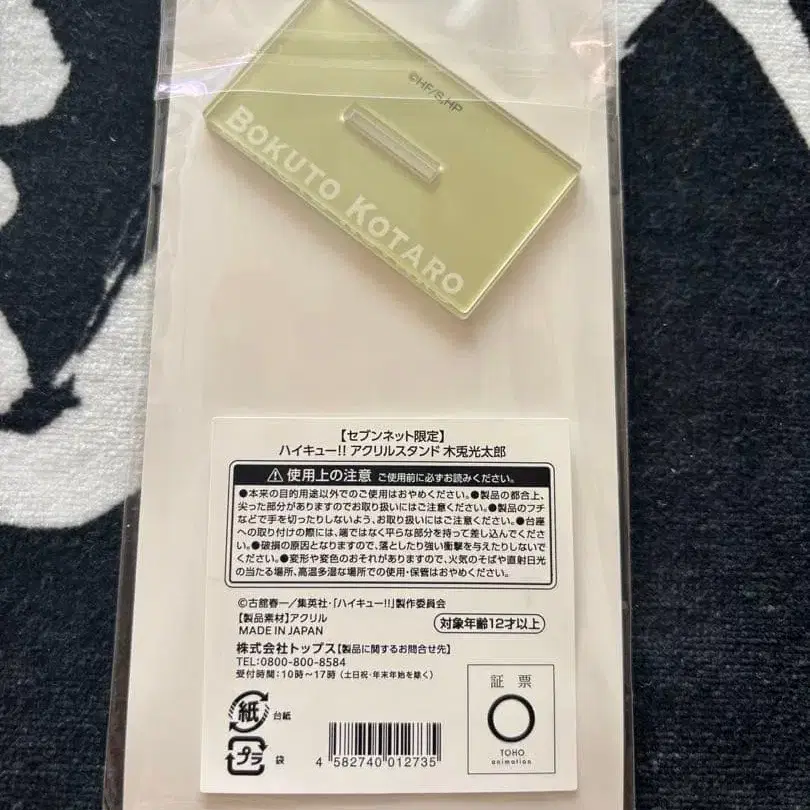 ©HF/S,HP
BOKUTO KOTARO
【セブンネット限定】
ハイキュー!! アクリルスタンド 木兎光太郎
使用上の注意 ご使用前に必ずお読みください。
●本来の目的用途以外でのご使用はおやめください。●製品の都合上、
尖った部分がありますのでお取り扱いにはご注意ください。●製品のフチ
などで手を切ったりしないよう、お取り扱いにはご注意ください。●台座
への取り付けの際には、端ではなく平らな部分を持って差し込んでくだ
さい。●破損の原因となりますので、落としたり強い衝撃を与えたりしないで
ください。●変形や変色のおそれがありますので、火気のそばや直射日光
の当たる場所、高温多湿な場所での使用・保管はおやめください。
©古舘春一／集英社・「ハイキュー!!」製作委員会
【製品素材】アクリル
MADE IN JAPAN
対象年齢12才以上
株式会社トップス【製品に関するお問合せ先】
TEL:0800-800-8584
受付時間：10時〜17時（土日祝・年末年始を除く）
紙 台紙
プラ 袋
4 582740 012735
証票
TOHO
animation